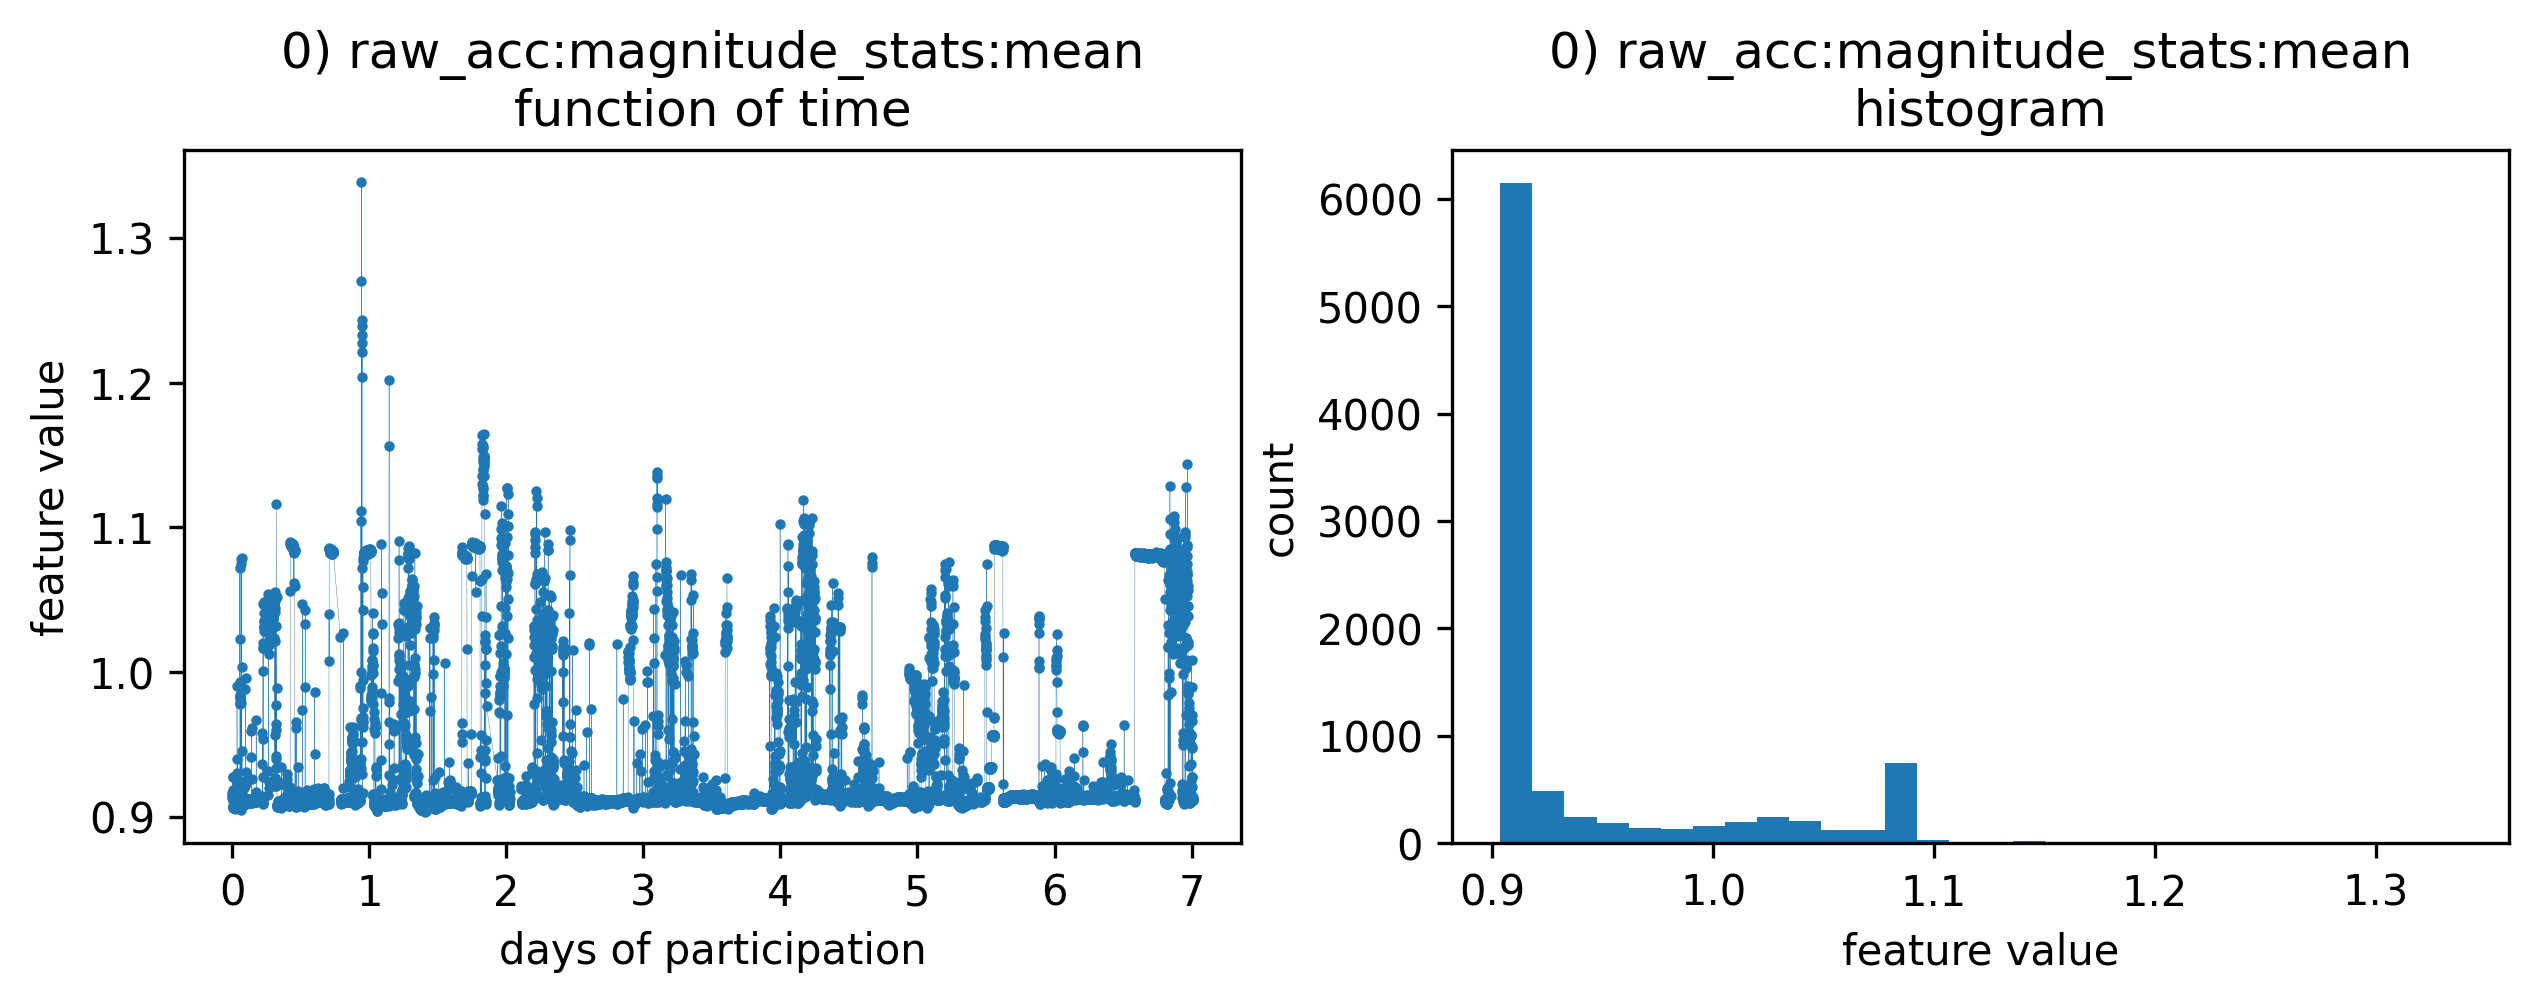 0) raw_acc:magnitude_stats:mean
function of time
feature value
1.3
1.2
1.1
1.0
0.9
0 1 2 3 4 5 6 7
days of participation
0) raw_acc:magnitude_stats:mean
histogram
count
6000
5000
4000
3000
2000
1000
0
0.9 1.0 1.1 1.2 1.3
feature value